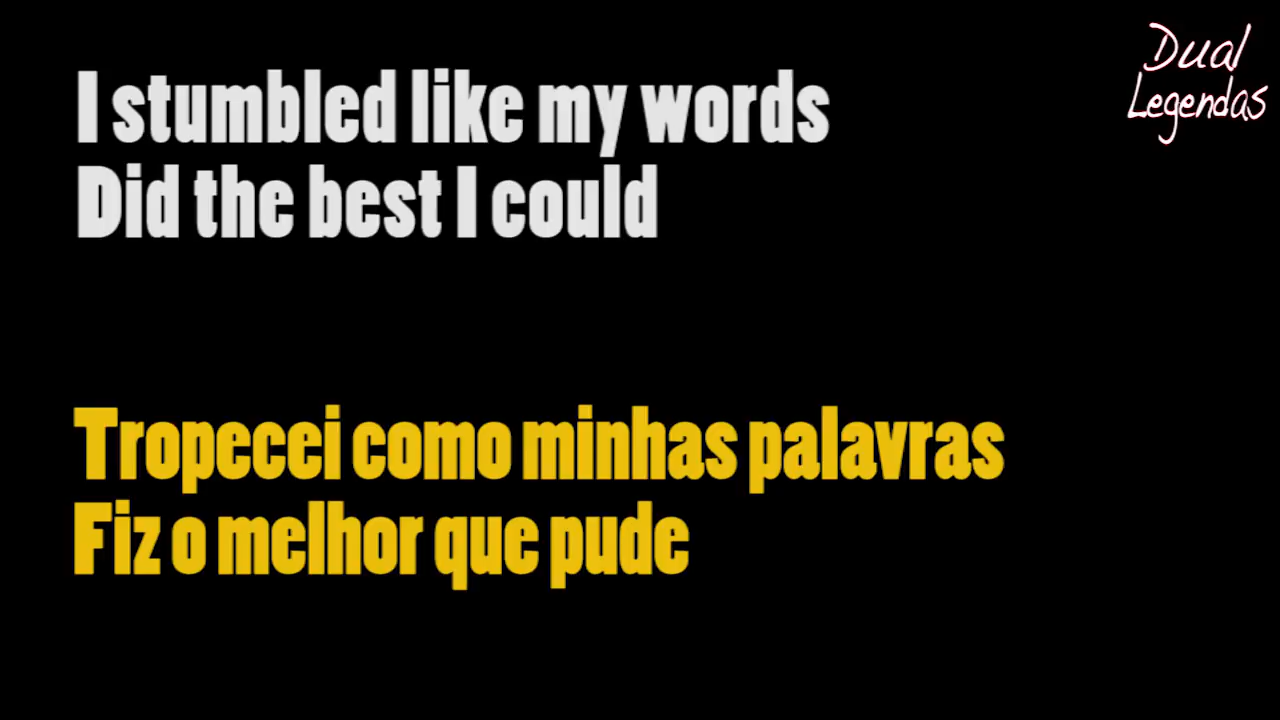 I stumbled like my words
Did the best I could
Tropecei como minhas palavras
Fiz o melhor que pude
Dual
Legendas